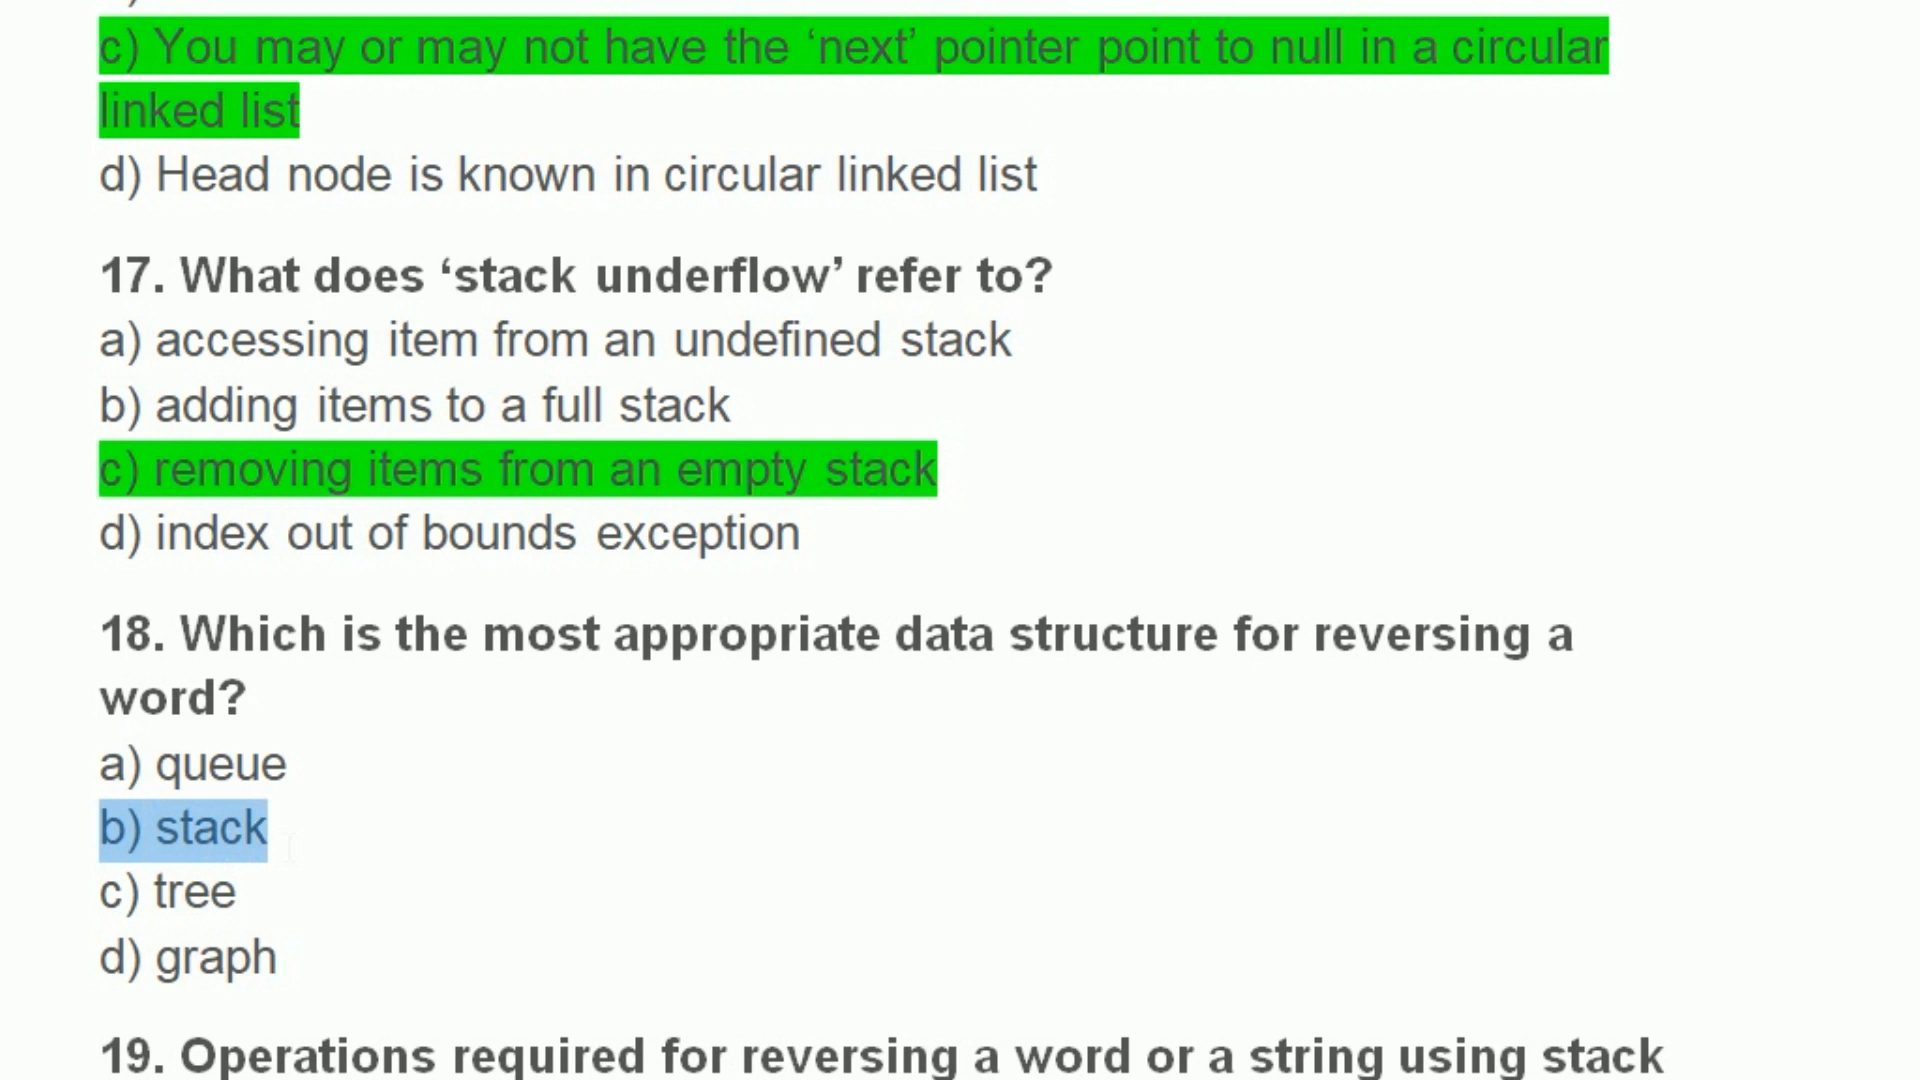 c) You may or may not have the ‘next’ pointer point to null in a circular
linked list
d) Head node is known in circular linked list
17. What does ‘stack underflow’ refer to?
a) accessing item from an undefined stack
b) adding items to a full stack
c) removing items from an empty stack
d) index out of bounds exception
18. Which is the most appropriate data structure for reversing a
word?
a) queue
b) stack
c) tree
d) graph
19. Operations required for reversing a word or a string using stack